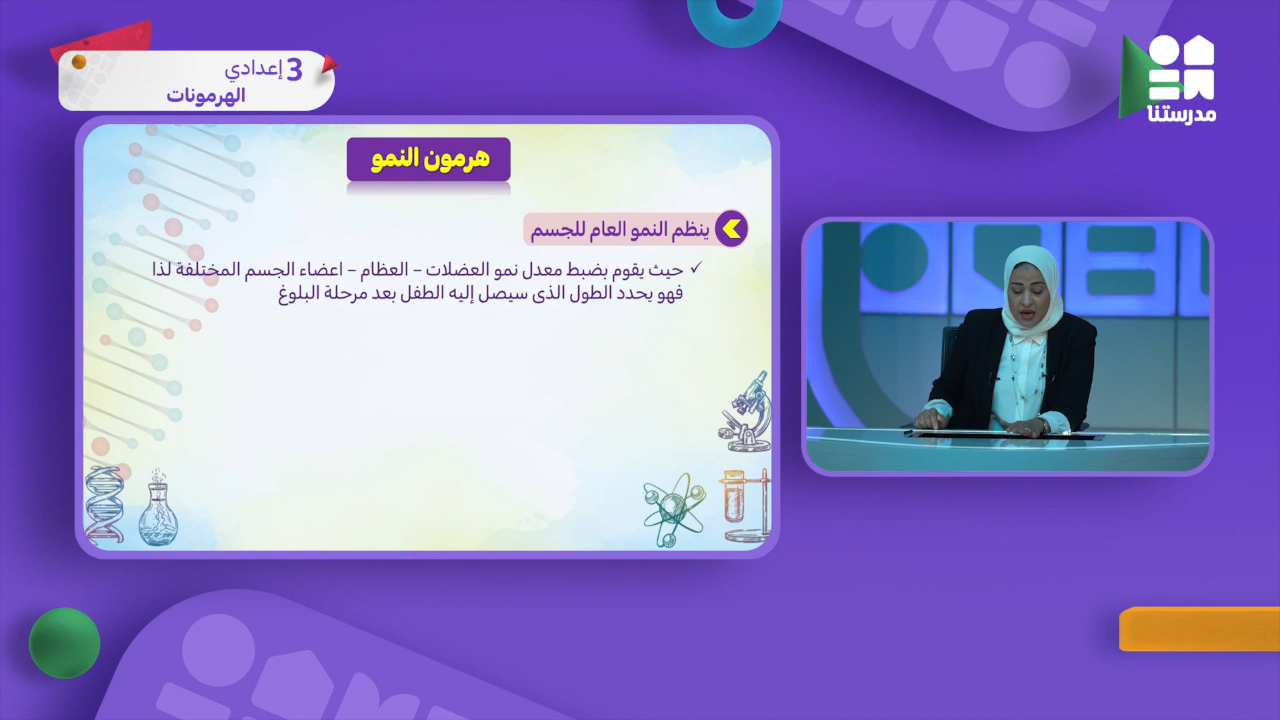 3 إعدادي
الهرمونات
مدرستنا
هرمون النمو
ينظم النمو العام للجسم
✓ حيث يقوم بضبط معدل نمو العضلات – العظام – اعضاء الجسم المختلفة لذا
فهو يحدد الطول الذى سيصل إليه الطفل بعد مرحلة البلوغ